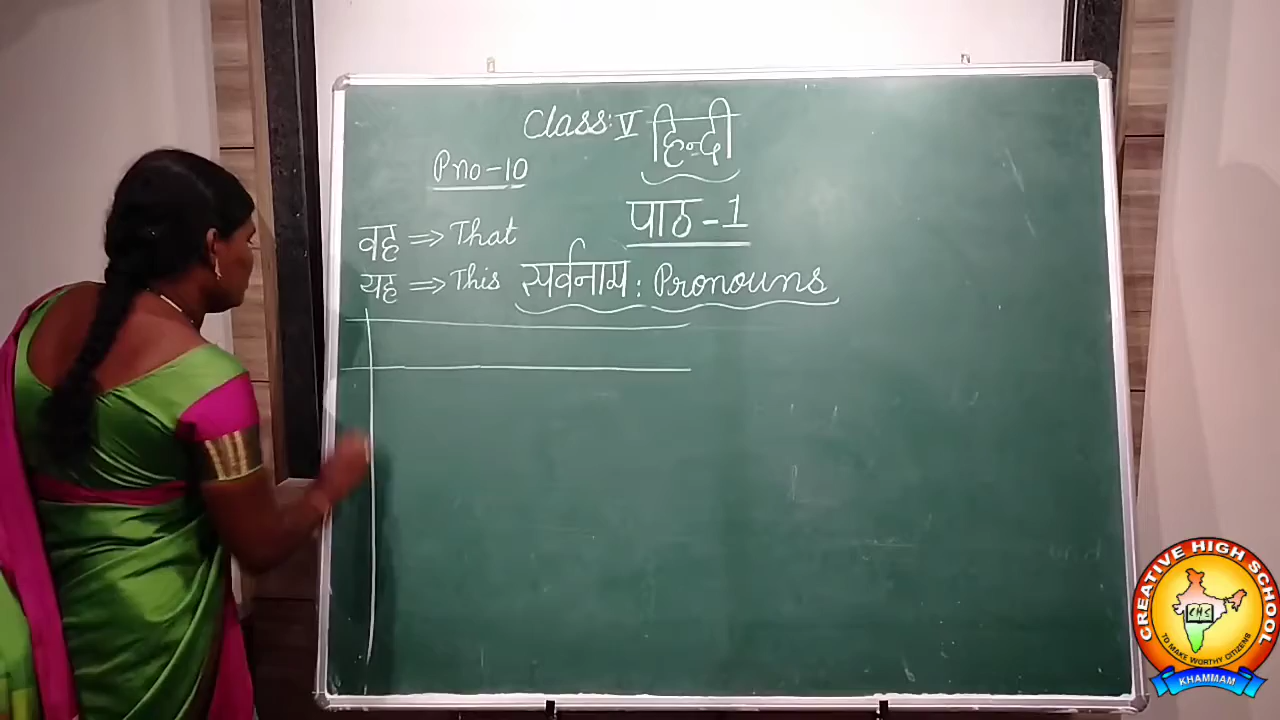 Class: V हिन्दी
Pno-10
पाठ-1
वह ⇒ That
यह ⇒ This
सर्वनाम : Pronouns
CREATIVE HIGH SCHOOL
CHS
TO MAKE WORTHY CITIZENS
KHAMMAM